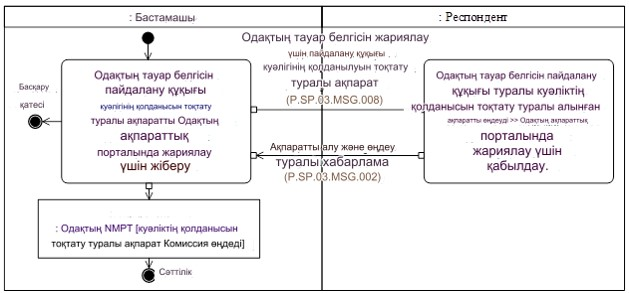 : Бастамашы
: Респондент
Одақтың тауар белгісін жариялау
үшін пайдалану құқығы
куәлігінің қолданылуын тоқтату
туралы ақпарат
(P.SP.03.MSG.008)
Одақтың тауар белгісін
пайдалану құқығы
куәлігінің қолданысын тоқтату
туралы ақпаратты Одақтың
ақпараттық
порталында жариялау
үшін жіберу
Басқару
қатесі
Одақтың тауар белгісін пайдалану
құқығы туралы куәліктің
қолданысын тоқтату туралы алынған
ақпаратты өңдеуді >> Одақтың ақпараттық
порталында
жариялау үшін
қабылдау.
Ақпаратты алу және өңдеу
туралы хабарлама
(P.SP.03.MSG.002)
: Одақтың NMPT [куәліктің қолданысын
тоқтату туралы ақпарат Комиссия өңдеді]
Сәттілік